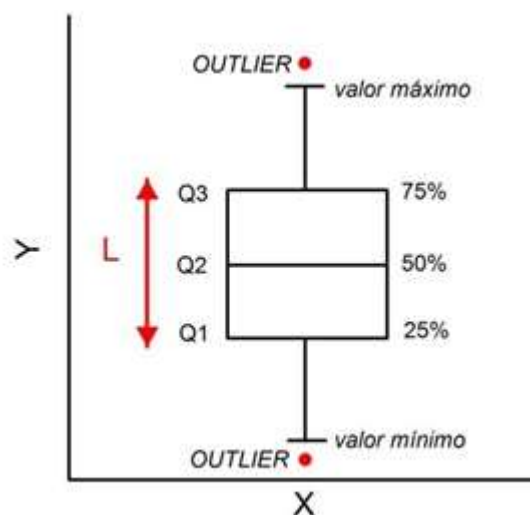 OUTLIER
valor máximo
Q3
75%
L
Y
Q2
50%
Q1
25%
valor mínimo
OUTLIER
X